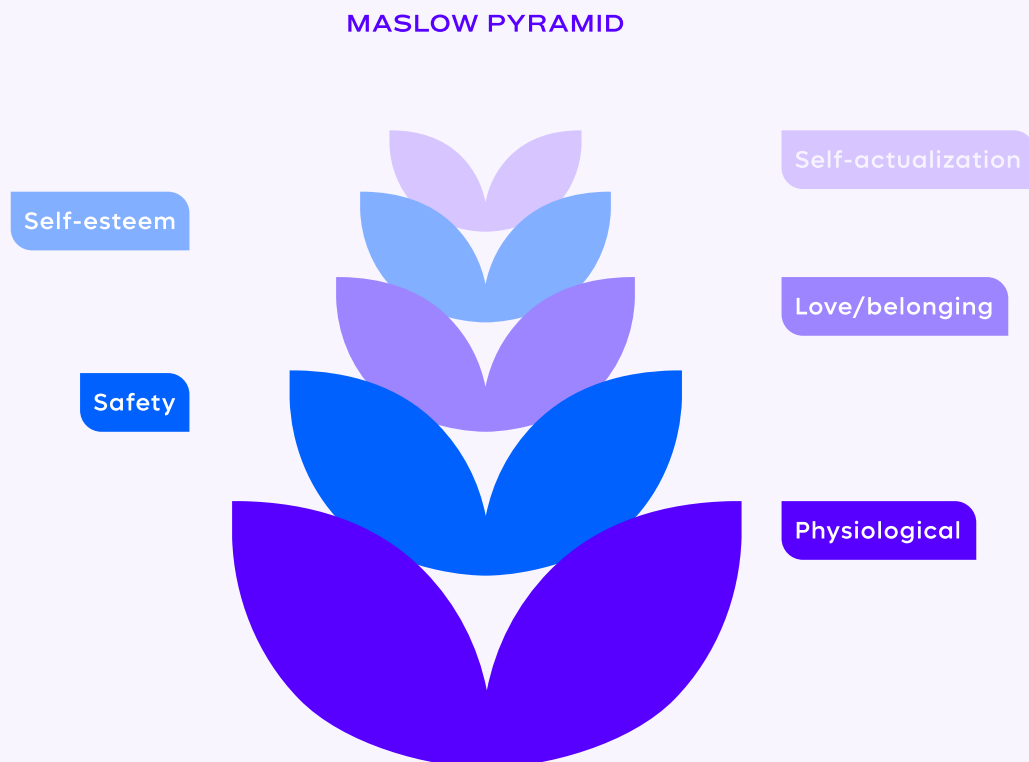 MASLOW PYRAMID
Self-actualization
Self-esteem
Love/belonging
Safety
Physiological